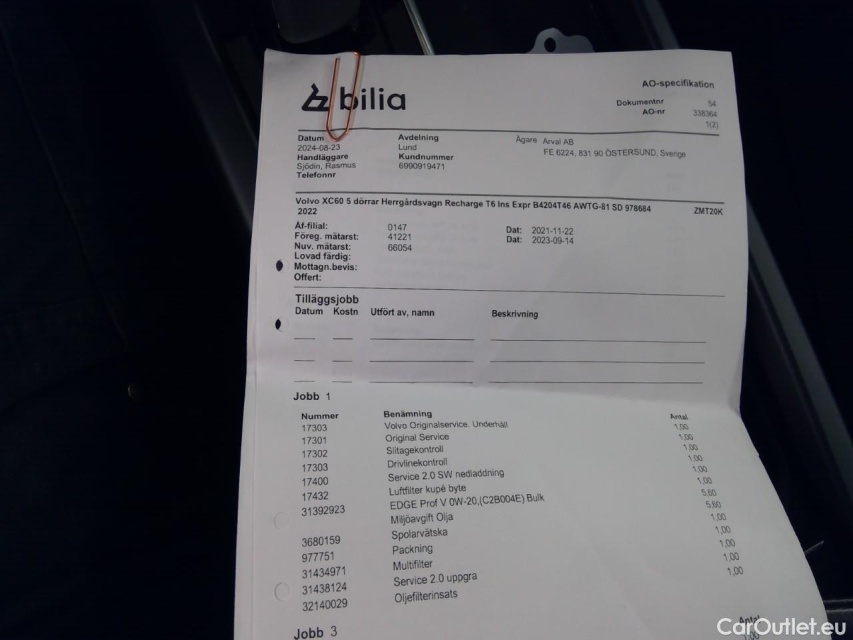 bilia
AO-specifikation
Dokumentnr 54
AO-nr 338364
1(2)
Datum Avdelning Ägare Arval AB
2024-08-23 Lund FE 6224, 831 90 ÖSTERSUND, Sverige
Handläggare Kundnummer
Sjödin, Rasmus 6990919471
Telefonnr
Volvo XC60 5 dörrar Herrgårdsvagn Recharge T6 Ins Expr B4204T46 AWTG-81 SD 978684 ZMT20K
2022
Åf-filial: 0147 Dat: 2021-11-22
Föreg. mätarst: 41221 Dat: 2023-09-14
Nuv. mätarst: 66054
Lovad färdig:
Mottagn.bevis:
Offert:
Tilläggsjobb
Datum Kostn Utfört av, namn Beskrivning
Jobb 1
Nummer Benämning Antal
17303 Volvo Originalservice. Underhåll 1,00
17301 Original Service 1,00
17302 Slitagekontroll 1,00
17303 Drivlinekontroll 1,00
17400 Service 2.0 SW nedladdning 1,00
17432 Luftfilter kupé byte 1,00
31392923 EDGE Prof V 0W-20,(C2B004E) Bulk 5,60
Miljöavgift Olja 5,60
3680159 Spolarvätska 1,00
977751 Packning 1,00
31434971 Multifilter 1,00
31438124 Service 2.0 uppgra 1,00
32140029 Oljefilterinsats 1,00
Jobb 3
Antal
CarOutlet.eu